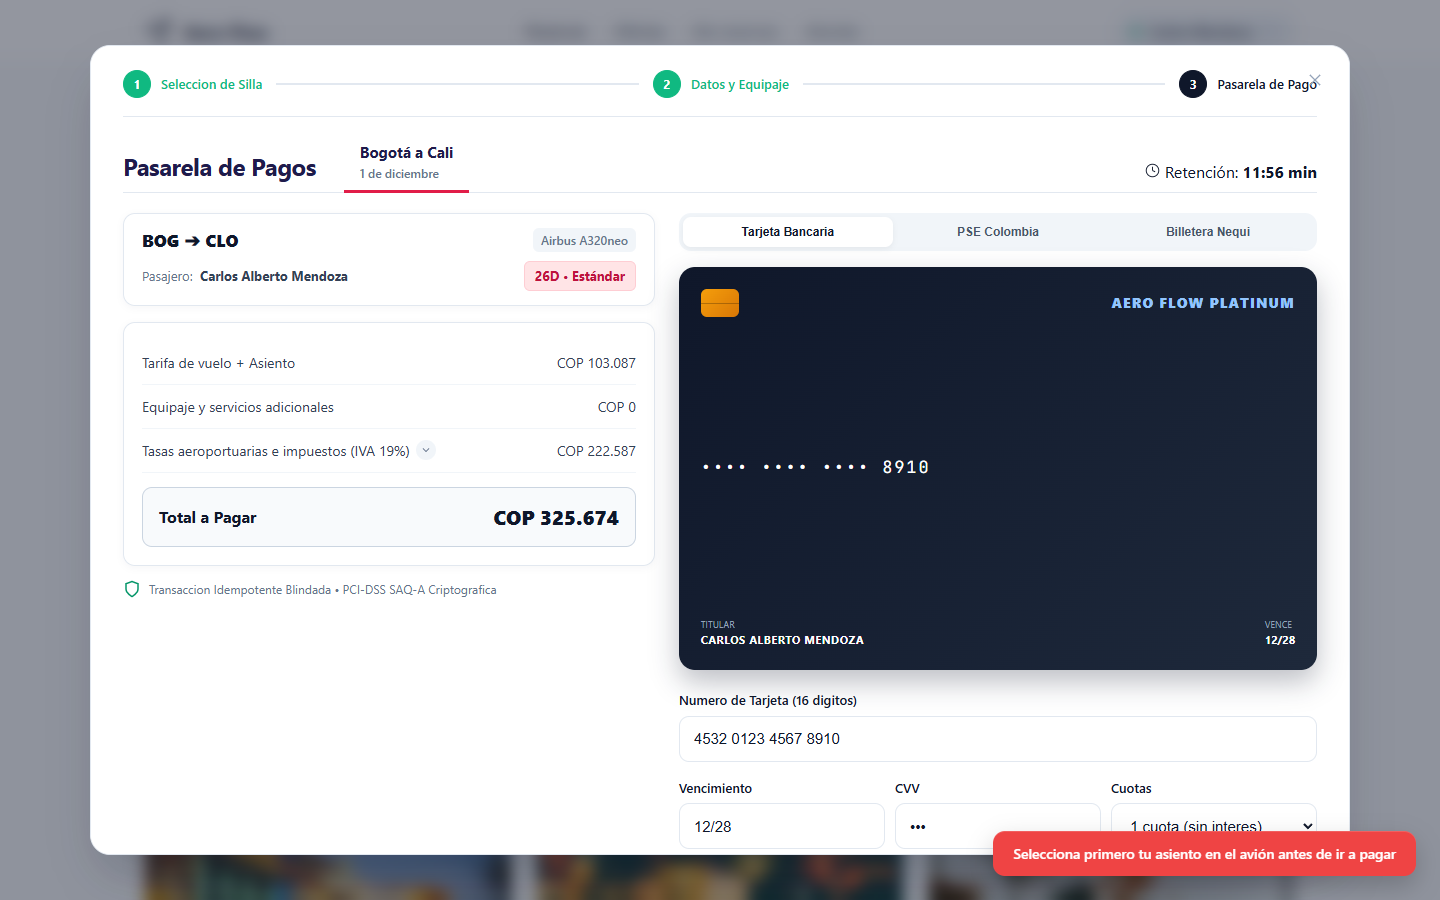 1 Seleccion de Silla
2 Datos y Equipaje
3 Pasarela de Pago
Pasarela de Pagos
Bogotá a Cali
1 de diciembre
Retención: 11:56 min
BOG ➔ CLO
Airbus A320neo
Pasajero: Carlos Alberto Mendoza
26D • Estándar
Tarifa de vuelo + Asiento
COP 103.087
Equipaje y servicios adicionales
COP 0
Tasas aeroportuarias e impuestos (IVA 19%)
COP 222.587
Total a Pagar
COP 325.674
Transaccion Idempotente Blindada • PCI-DSS SAQ-A Criptografica
Tarjeta Bancaria
PSE Colombia
Billetera Nequi
AERO FLOW PLATINUM
•••• •••• •••• 8910
TITULAR
CARLOS ALBERTO MENDOZA
VENCE
12/28
Numero de Tarjeta (16 digitos)
4532 0123 4567 8910
Vencimiento
CVV
Cuotas
12/28
•••
1 cuota (sin interes)
Selecciona primero tu asiento en el avión antes de ir a pagar